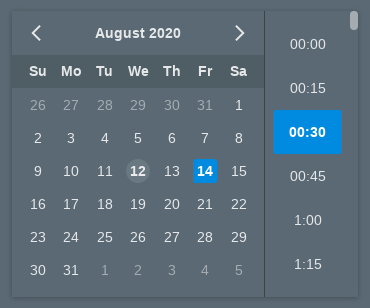 August 2020
Su Mo Tu We Th Fr Sa
26 27 28 29 30 31 1
2 3 4 5 6 7 8
9 10 11 12 13 14 15
16 17 18 19 20 21 22
23 24 25 26 27 28 29
30 31 1 2 3 4 5
00:00
00:15
00:30
00:45
1:00
1:15